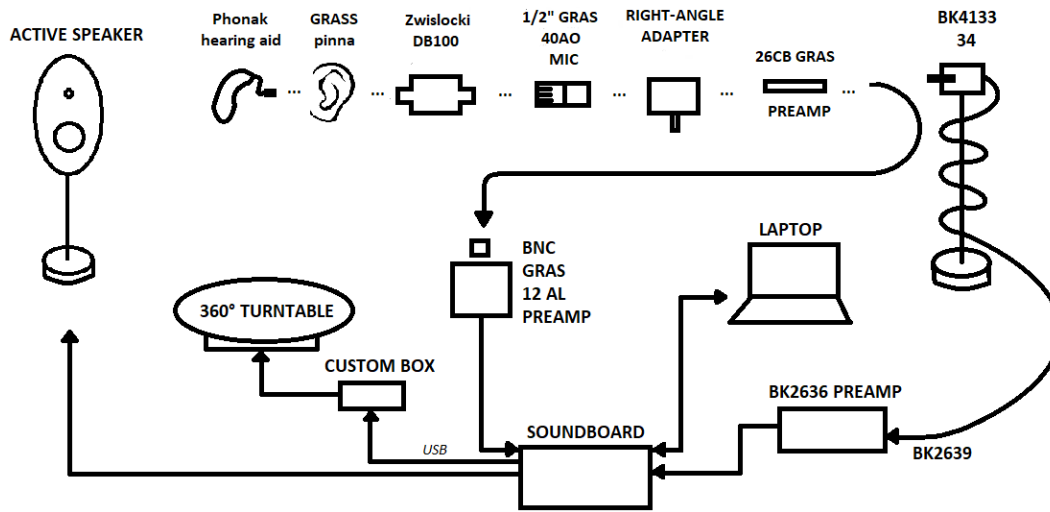 ACTIVE SPEAKER
Phonak
hearing aid
GRASS
pinna
Zwislocki
DB100
1/2" GRAS
40AO
MIC
RIGHT-ANGLE
ADAPTER
26CB GRAS
PREAMP
BK4133
34
... ... ... ... ... ...
BNC
GRAS
12 AL
PREAMP
LAPTOP
360° TURNTABLE
CUSTOM BOX
USB
SOUNDBOARD
BK2636 PREAMP
BK2639